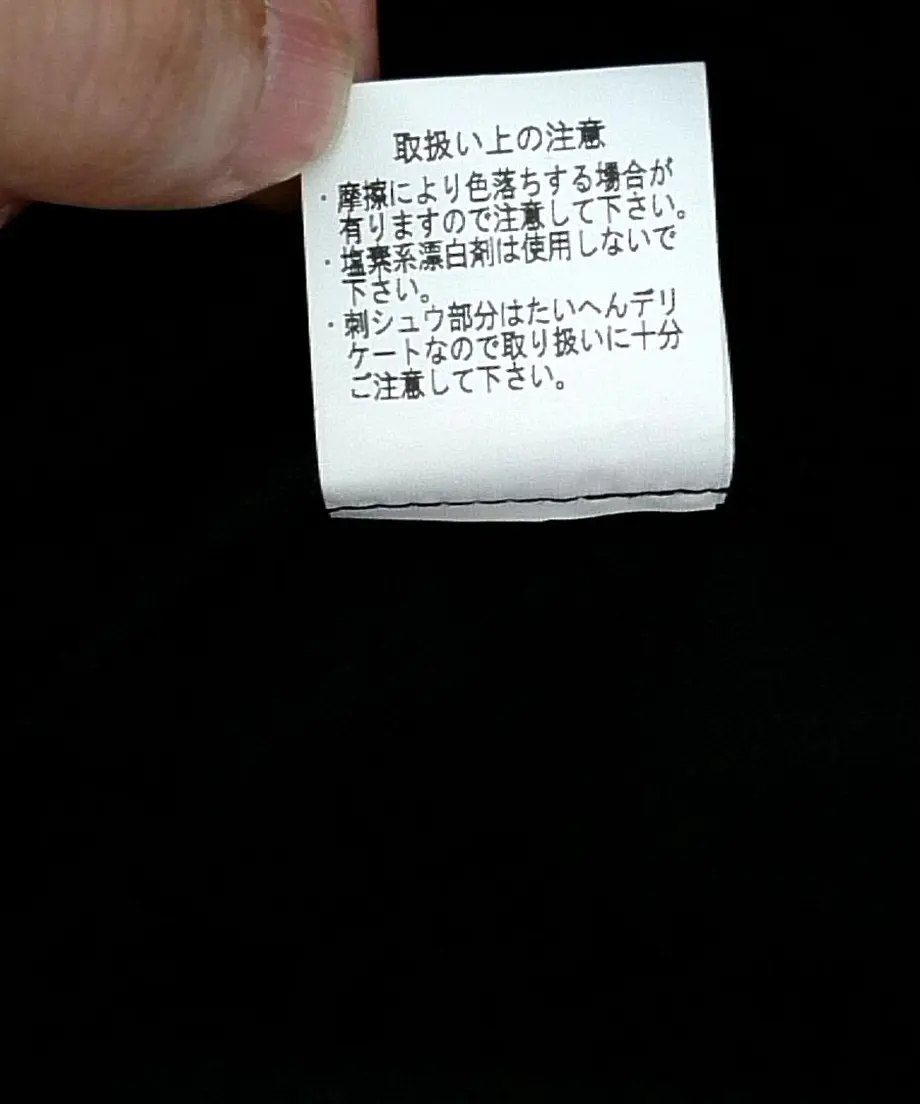 取扱い上の注意
・摩擦により色落ちする場合が
有りますので注意して下さい。
・塩素系漂白剤は使用しないで
下さい。
・刺シュウ部分はたいへんデリ
ケートなので取り扱いに十分
ご注意して下さい。